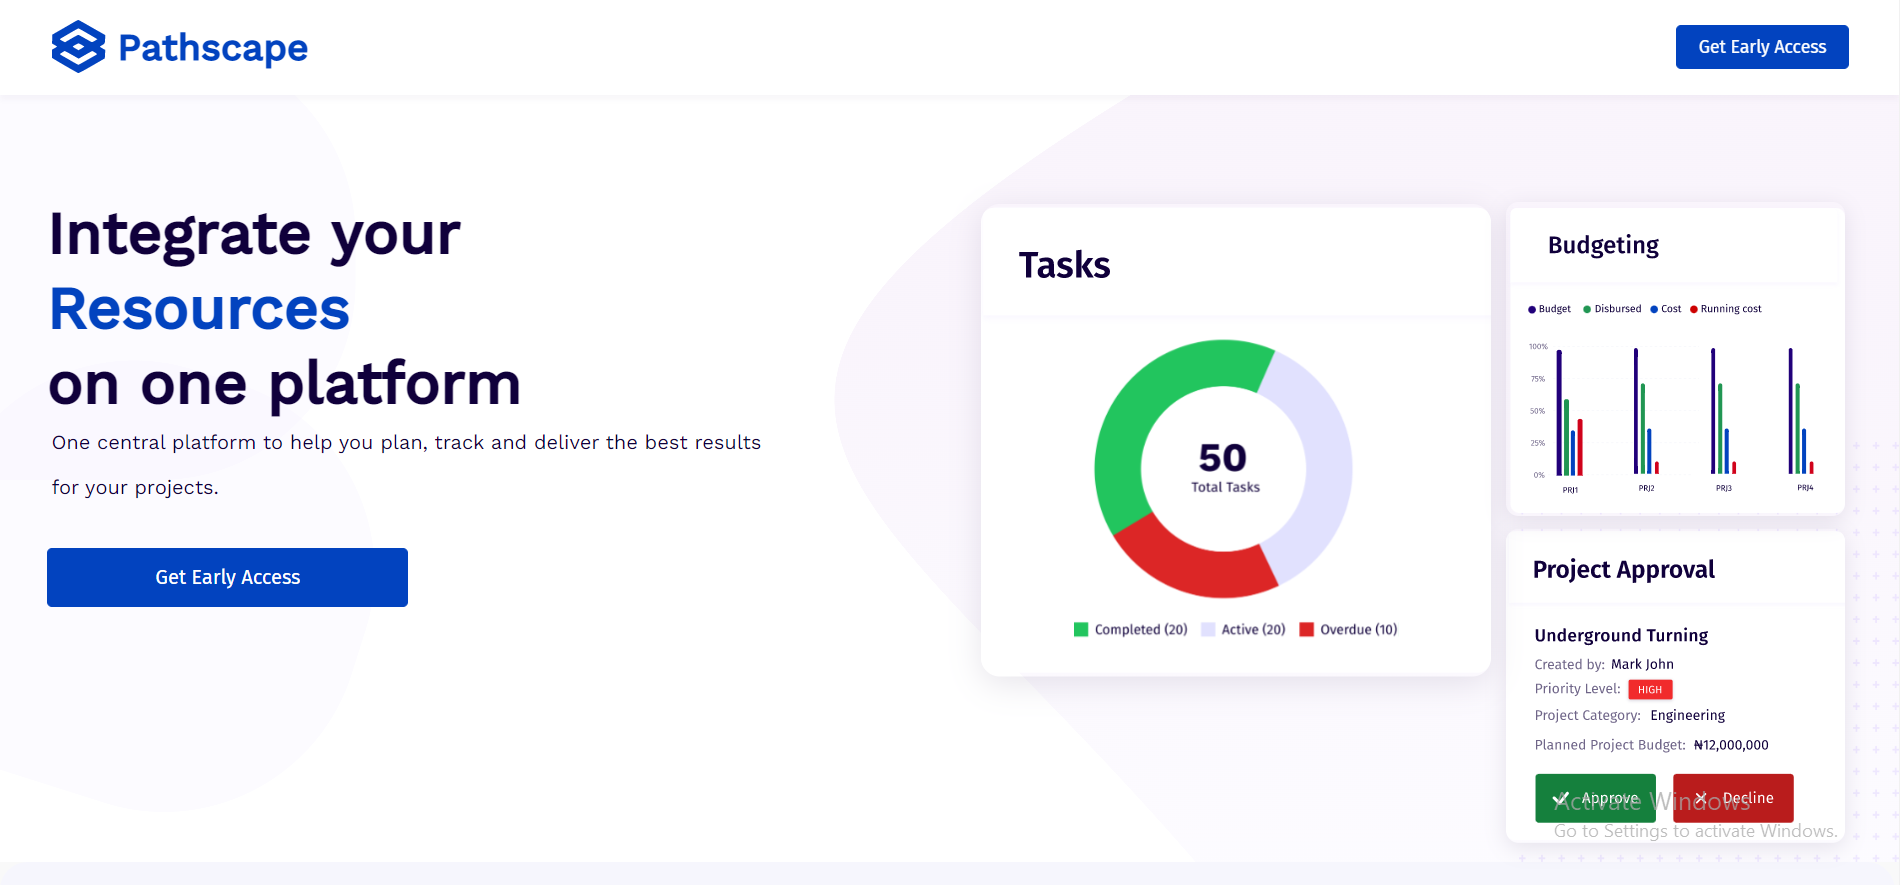 Pathscape
Get Early Access
Integrate your
Resources
on one platform
One central platform to help you plan, track and deliver the best results
for your projects.
Get Early Access
Tasks
50
Total Tasks
Completed (20) Active (20) Overdue (10)
Budgeting
Budget Disbursed Cost Running cost
100%
75%
50%
25%
0%
PRJ1 PRJ2 PRJ3 PRJ4
Project Approval
Underground Turning
Created by: Mark John
Priority Level: HIGH
Project Category: Engineering
Planned Project Budget: ₦12,000,000
Approve Decline
Activate Windows
Go to Settings to activate Windows.